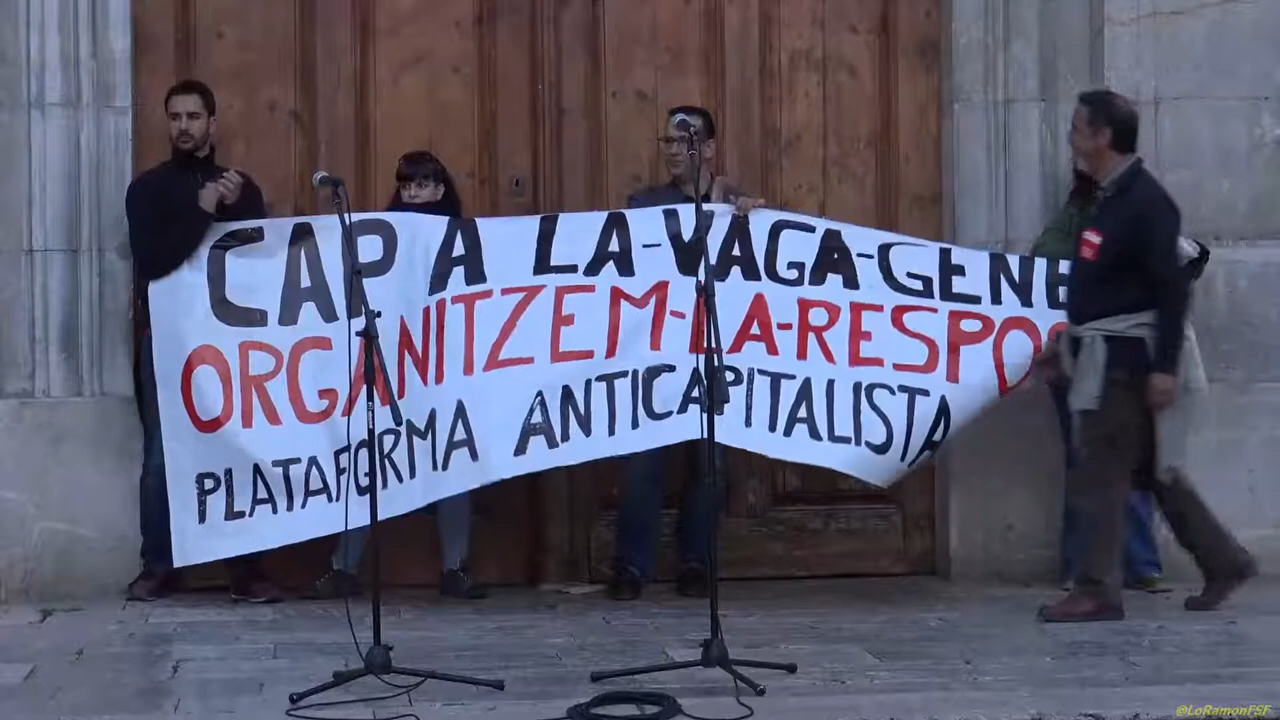 CAP A LA-VAGA-GENE
ORGANITZEM-LA-RESPO
PLATAFORMA ANTICAPITALISTA
@LoRamonFSF